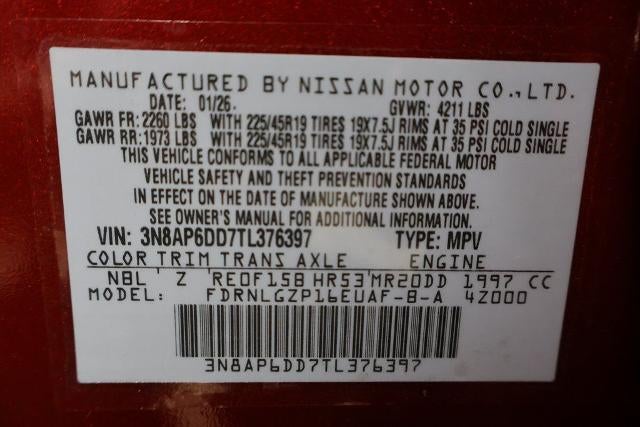 MANUFACTURED BY NISSAN MOTOR CO., LTD.
DATE: 01/26. GVWR: 4211 LBS
GAWR FR: 2260 LBS WITH 225/45R19 TIRES 19X7.5J RIMS AT 35 PSI COLD SINGLE
GAWR RR: 1973 LBS WITH 225/45R19 TIRES 19X7.5J RIMS AT 35 PSI COLD SINGLE
THIS VEHICLE CONFORMS TO ALL APPLICABLE FEDERAL MOTOR
VEHICLE SAFETY AND THEFT PREVENTION STANDARDS
IN EFFECT ON THE DATE OF MANUFACTURE SHOWN ABOVE.
SEE OWNER'S MANUAL FOR ADDITIONAL INFORMATION.
VIN: 3N8AP6DD7TL376397 TYPE: MPV
COLOR TRIM TRANS AXLE ENGINE
NBL Z RE0F15B HR53 MR20DD 1997 CC
MODEL: FDRNLGZP16EUAF-B-A 4Z000
3N8AP6DD7TL376397